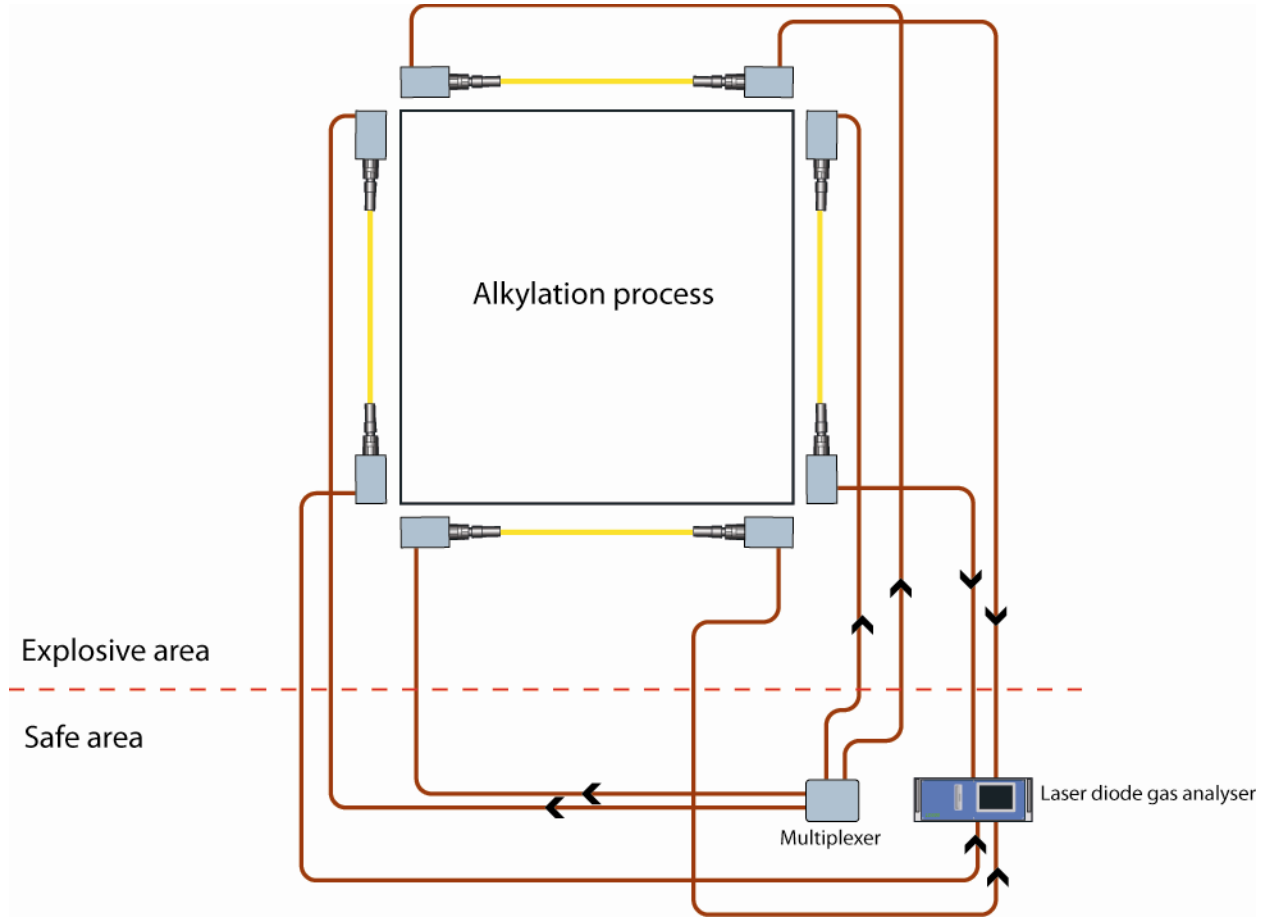 Alkylation process
Explosive area
Safe area
Laser diode gas analyser
Multiplexer